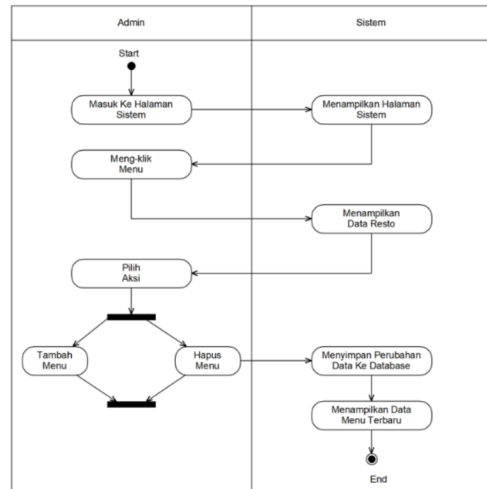 Admin
Sistem
Start
Masuk Ke Halaman
Sistem
Menampilkan Halaman
Sistem
Meng-klik
Menu
Menampilkan
Data Resto
Pilih
Aksi
Tambah
Menu
Hapus
Menu
Menyimpan Perubahan
Data Ke Database
Menampilkan Data
Menu Terbaru
End